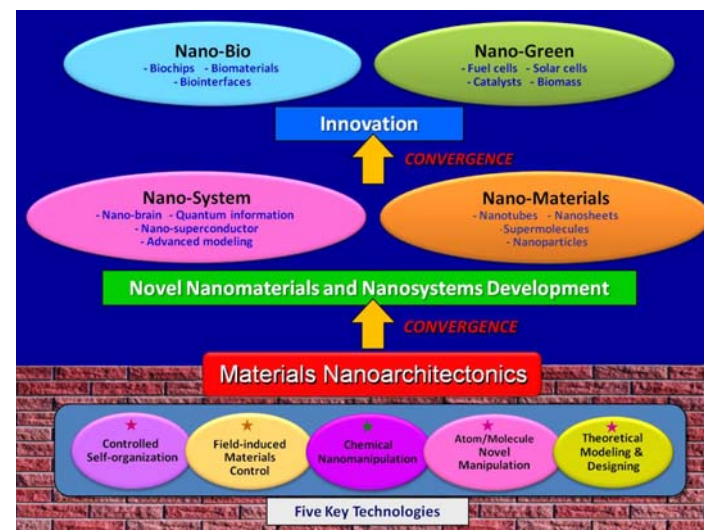 Nano-Bio
- Biochips - Biomaterials
- Biointerfaces
Nano-Green
- Fuel cells - Solar cells
- Catalysts - Biomass
Innovation
CONVERGENCE
Nano-System
- Nano-brain - Quantum information
- Nano-superconductor
- Advanced modeling
Nano-Materials
- Nanotubes - Nanosheets
-Supermolecules
- Nanoparticles
Novel Nanomaterials and Nanosystems Development
CONVERGENCE
Materials Nanoarchitectonics
Controlled
Self-organization
Field-induced
Materials
Control
Chemical
Nanomanipulation
Atom/Molecule
Novel
Manipulation
Theoretical
Modeling &
Designing
Five Key Technologies